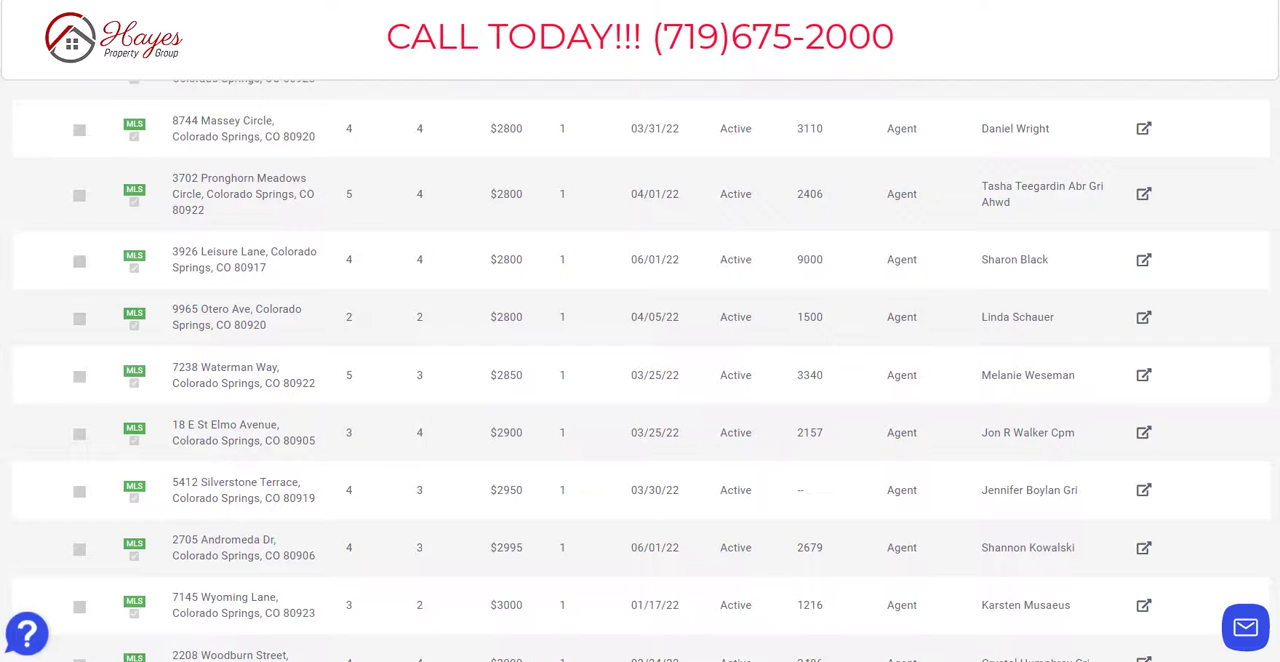 Hayes
Property Group
CALL TODAY!!! (719)675-2000
8744 Massey Circle,
Colorado Springs, CO 80920
MLS
4 4 $2800 1 03/31/22 Active 3110 Agent Daniel Wright
3702 Pronghorn Meadows
Circle, Colorado Springs, CO
80922
MLS
5 4 $2800 1 04/01/22 Active 2406 Agent
Tasha Teegardin Abr Gri
Ahwd
3926 Leisure Lane, Colorado
Springs, CO 80917
MLS
4 4 $2800 1 06/01/22 Active 9000 Agent Sharon Black
9965 Otero Ave, Colorado
Springs, CO 80920
MLS
2 2 $2800 1 04/05/22 Active 1500 Agent Linda Schauer
7238 Waterman Way,
Colorado Springs, CO 80922
MLS
5 3 $2850 1 03/25/22 Active 3340 Agent Melanie Weseman
18 E St Elmo Avenue,
Colorado Springs, CO 80905
MLS
3 4 $2900 1 03/25/22 Active 2157 Agent Jon R Walker Cpm
5412 Silverstone Terrace,
Colorado Springs, CO 80919
MLS
4 3 $2950 1 03/30/22 Active -- Agent Jennifer Boylan Gri
2705 Andromeda Dr,
Colorado Springs, CO 80906
MLS
4 3 $2995 1 06/01/22 Active 2679 Agent Shannon Kowalski
7145 Wyoming Lane,
Colorado Springs, CO 80923
MLS
3 2 $3000 1 01/17/22 Active 1216 Agent Karsten Musaeus
2208 Woodburn Street,
MLS
?